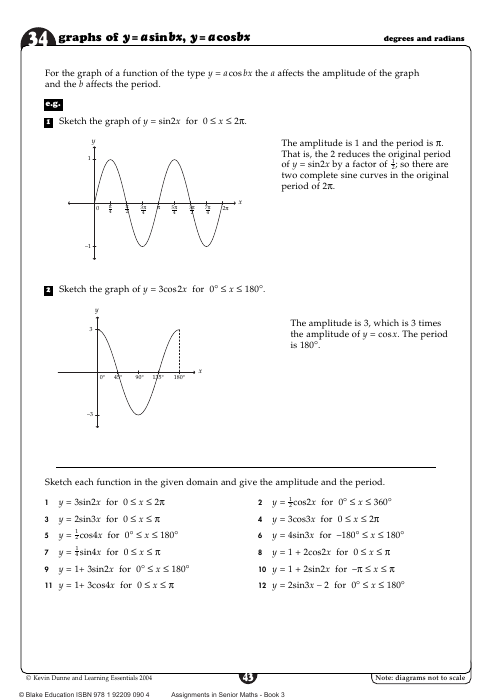 34 graphs of y = a sin bx, y = a cos bx degrees and radians
For the graph of a function of the type y = a cos bx the a affects the amplitude of the graph
and the b affects the period.
e.g.
1 Sketch the graph of y = sin2x for 0 ≤ x ≤ 2π.
The amplitude is 1 and the period is π.
That is, the 2 reduces the original period
of y = sin2x by a factor of 1/2; so there are
two complete sine curves in the original
period of 2π.
y
1
0 π/4 π/2 3π/4 π 5π/4 3π/2 7π/4 2π x
−1
2 Sketch the graph of y = 3cos2x for 0° ≤ x ≤ 180°.
The amplitude is 3, which is 3 times
the amplitude of y = cosx. The period
is 180°.
y
3
0° 45° 90° 135° 180° x
−3
Sketch each function in the given domain and give the amplitude and the period.
1 y = 3sin2x for 0 ≤ x ≤ 2π
2 y = 1/2cos2x for 0° ≤ x ≤ 360°
3 y = 2sin3x for 0 ≤ x ≤ π
4 y = 3cos3x for 0 ≤ x ≤ 2π
5 y = 1/2cos4x for 0° ≤ x ≤ 180°
6 y = 4sin3x for −180° ≤ x ≤ 180°
7 y = sin4x for 0 ≤ x ≤ π
8 y = 1 + 2cos2x for 0 ≤ x ≤ π
9 y = 1+ 3sin2x for 0° ≤ x ≤ 180°
10 y = 1 + 2sin2x for −π ≤ x ≤ π
11 y = 1+ 3cos4x for 0 ≤ x ≤ π
12 y = 2sin3x − 2 for 0° ≤ x ≤ 180°
© Kevin Dunne and Learning Essentials 2004
43
Note: diagrams not to scale
© Blake Education ISBN 978 1 92209 090 4 Assignments in Senior Maths - Book 3